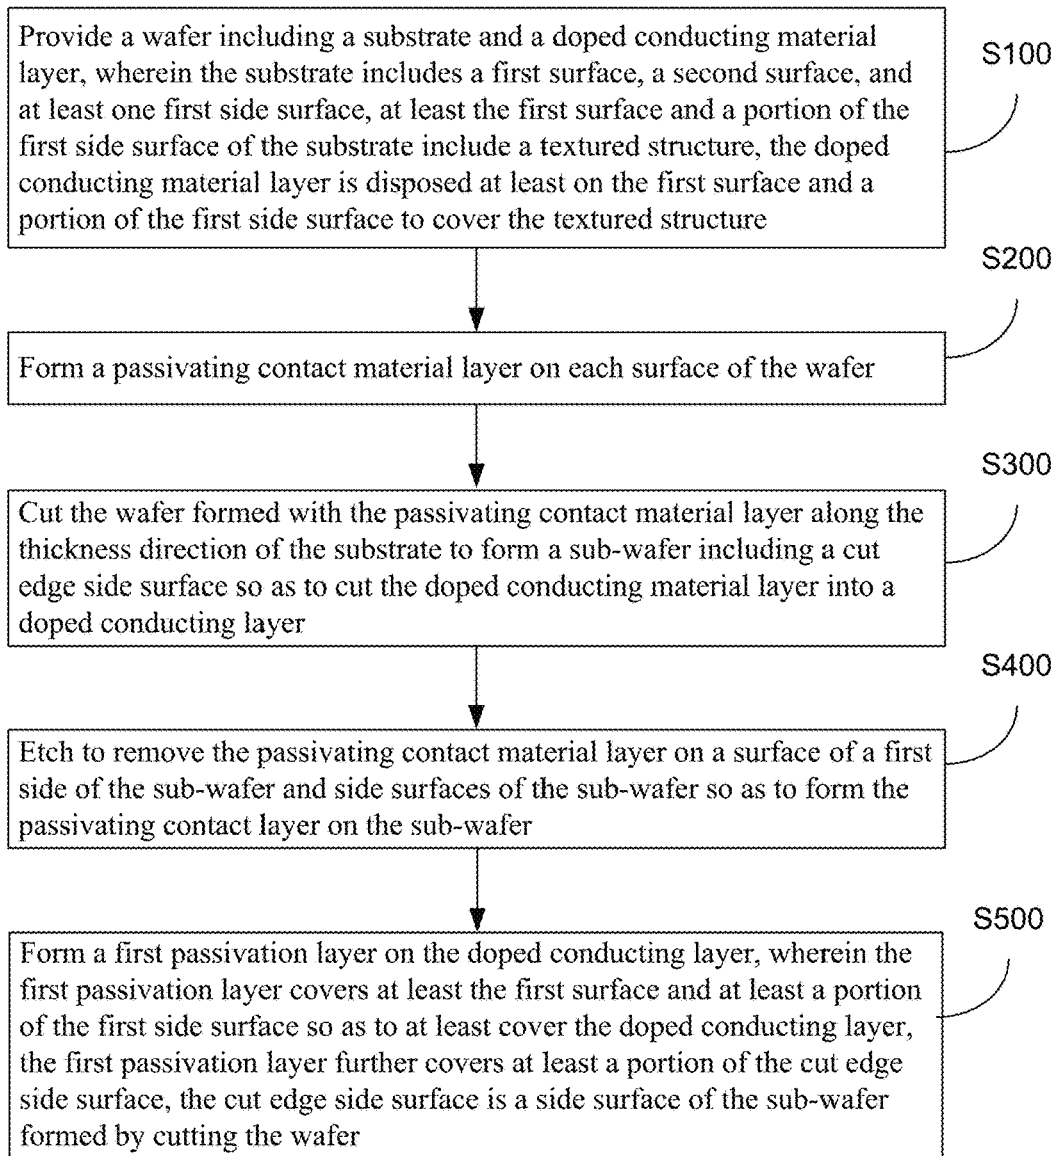 Provide a wafer including a substrate and a doped conducting material
layer, wherein the substrate includes a first surface, a second surface, and
at least one first side surface, at least the first surface and a portion of the
first side surface of the substrate include a textured structure, the doped
conducting material layer is disposed at least on the first surface and a
portion of the first side surface to cover the textured structure
S100
Form a passivating contact material layer on each surface of the wafer
S200
Cut the wafer formed with the passivating contact material layer along the
thickness direction of the substrate to form a sub-wafer including a cut
edge side surface so as to cut the doped conducting material layer into a
doped conducting layer
S300
Etch to remove the passivating contact material layer on a surface of a first
side of the sub-wafer and side surfaces of the sub-wafer so as to form the
passivating contact layer on the sub-wafer
S400
Form a first passivation layer on the doped conducting layer, wherein the
first passivation layer covers at least the first surface and at least a portion
of the first side surface so as to at least cover the doped conducting layer,
the first passivation layer further covers at least a portion of the cut edge
side surface, the cut edge side surface is a side surface of the sub-wafer
formed by cutting the wafer
S500